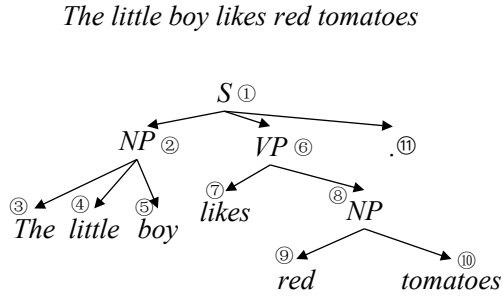 The little boy likes red tomatoes
S ①
NP ② VP ⑥ . ⑪
③ ④ ⑤ ⑦ likes ⑧ NP
The little boy
⑨ ⑩
red tomatoes